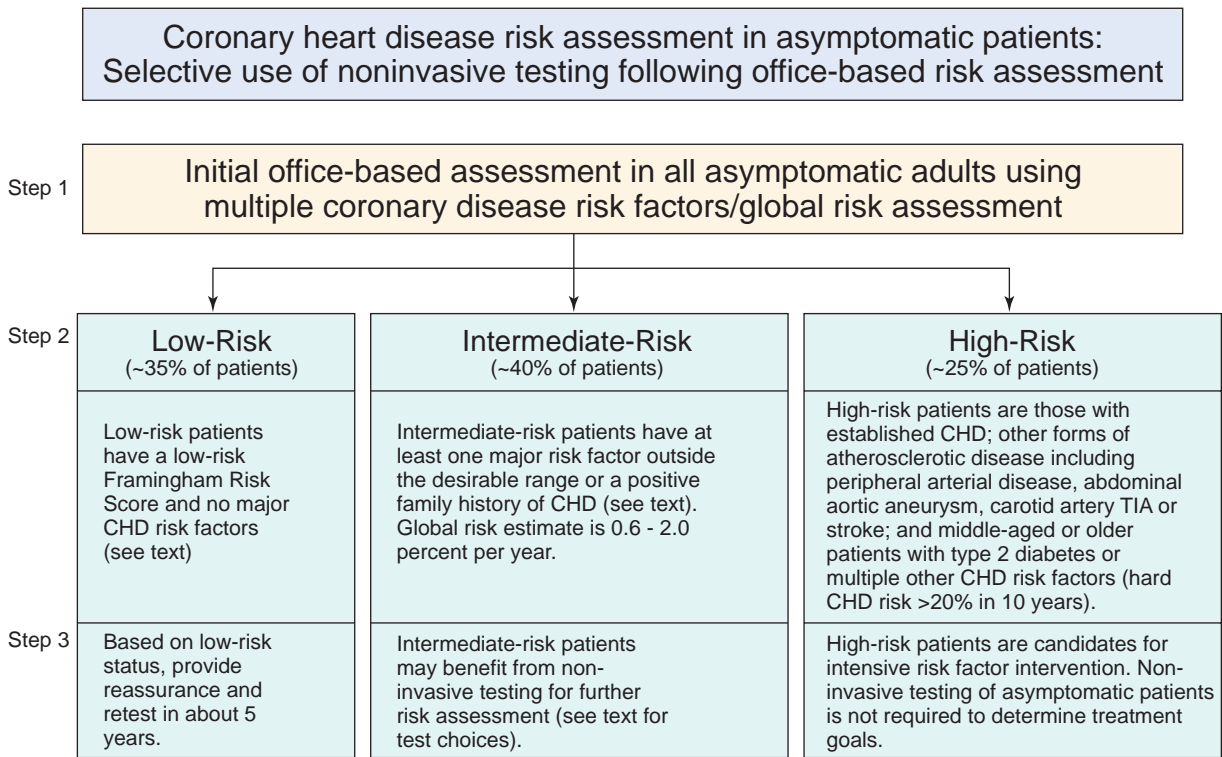 Coronary heart disease risk assessment in asymptomatic patients:
Selective use of noninvasive testing following office-based risk assessment
Step 1
Initial office-based assessment in all asymptomatic adults using
multiple coronary disease risk factors/global risk assessment
Step 2
Low-Risk
(~35% of patients)
Intermediate-Risk
(~40% of patients)
High-Risk
(~25% of patients)
Low-risk patients
have a low-risk
Framingham Risk
Score and no major
CHD risk factors
(see text)
Intermediate-risk patients have at
least one major risk factor outside
the desirable range or a positive
family history of CHD (see text).
Global risk estimate is 0.6 - 2.0
percent per year.
High-risk patients are those with
established CHD; other forms of
atherosclerotic disease including
peripheral arterial disease, abdominal
aortic aneurysm, carotid artery TIA or
stroke; and middle-aged or older
patients with type 2 diabetes or
multiple other CHD risk factors (hard
CHD risk >20% in 10 years).
Step 3
Based on low-risk
status, provide
reassurance and
retest in about 5
years.
Intermediate-risk patients
may benefit from non-
invasive testing for further
risk assessment (see text for
test choices).
High-risk patients are candidates for
intensive risk factor intervention. Non-
invasive testing of asymptomatic patients
is not required to determine treatment
goals.